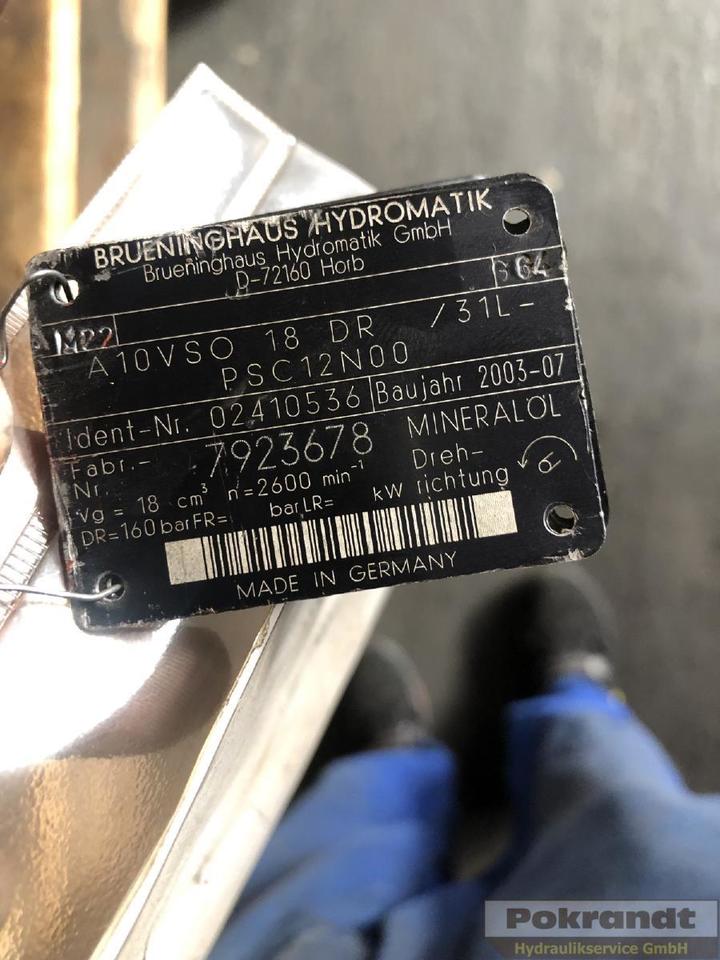 BRUENINGHAUS HYDROMATIK
Brueninghaus Hydromatik GmbH
D-72160 Horb
G64
M22
A10VSO 18 DR /31L-
PSC12N00
Ident-Nr. 02410536 Baujahr 2003-07
Fabr.-
Nr. 7923678 MINERALÖL
Vg = 18 cm³ n=2600 min⁻¹ Dreh-
richtung
DR=160 bar FR= bar LR= kW
MADE IN GERMANY
Pokrandt
Hydraulikservice GmbH